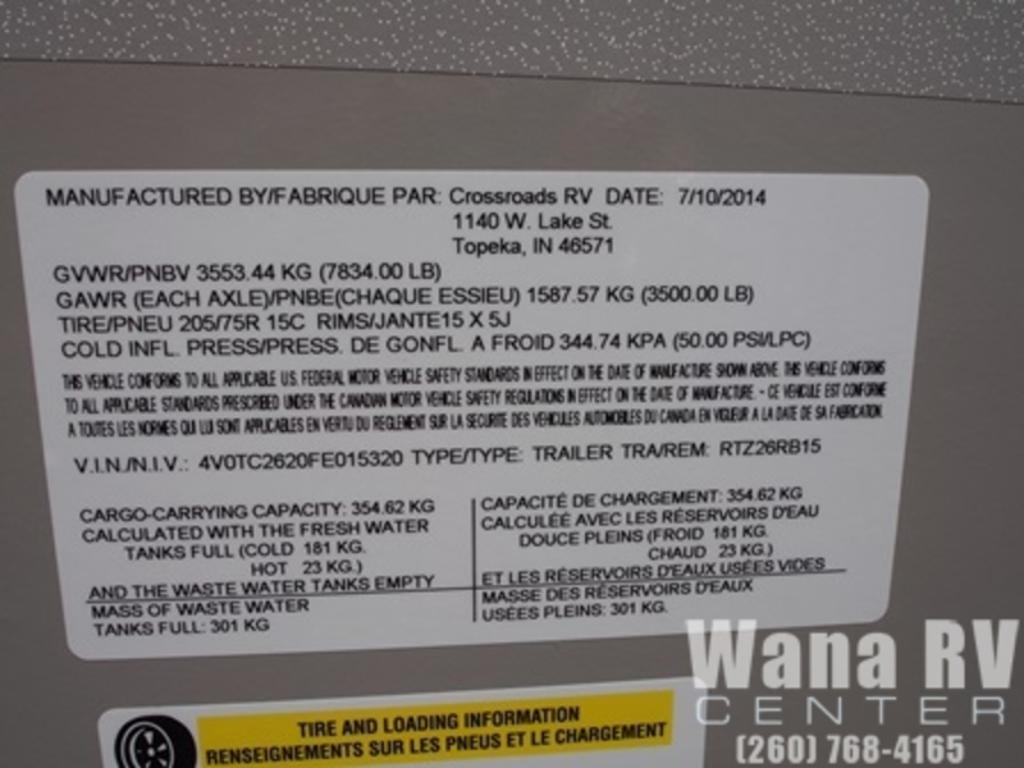 MANUFACTURED BY/FABRIQUE PAR: Crossroads RV DATE: 7/10/2014
1140 W. Lake St.
Topeka, IN 46571
GVWR/PNBV 3553.44 KG (7834.00 LB)
GAWR (EACH AXLE)/PNBE(CHAQUE ESSIEU) 1587.57 KG (3500.00 LB)
TIRE/PNEU 205/75R 15C RIMS/JANTE15 X 5J
COLD INFL. PRESS/PRESS. DE GONFL. A FROID 344.74 KPA (50.00 PSI/LPC)
THIS VEHICLE CONFORMS TO ALL APPLICABLE U.S. FEDERAL MOTOR VEHICLE SAFETY STANDARDS IN EFFECT ON THE DATE OF MANUFACTURE SHOWN ABOVE. THIS VEHICLE CONFORMS
TO ALL APPLICABLE STANDARDS PRESCRIBED UNDER THE CANADIAN MOTOR VEHICLE SAFETY REGULATIONS IN EFFECT ON THE DATE OF MANUFACTURE. - CE VEHICULE EST CONFORME
A TOUTES LES NORMES QUI LUI SONT APPLICABLES EN VERTU DU REGLEMENT SUR LA SECURITE DES VEHICULES AUTOMOBILES DU CANADA EN VIGUEUR A LA DATE DE SA FABRICATION.
V.I.N./N.I.V.: 4V0TC2620FE015320 TYPE/TYPE: TRAILER TRA/REM: RTZ26RB15
CARGO-CARRYING CAPACITY: 354.62 KG
CALCULATED WITH THE FRESH WATER
TANKS FULL (COLD 181 KG.
HOT 23 KG.)
AND THE WASTE WATER TANKS EMPTY
MASS OF WASTE WATER
TANKS FULL: 301 KG
CAPACITÉ DE CHARGEMENT: 354.62 KG
CALCULÉE AVEC LES RÉSERVOIRS D'EAU
DOUCE PLEINS (FROID 181 KG.
CHAUD 23 KG.)
ET LES RÉSERVOIRS D'EAUX USÉES VIDES
MASSE DES RÉSERVOIRS D'EAUX
USÉES PLEINS: 301 KG.
TIRE AND LOADING INFORMATION
RENSEIGNEMENTS SUR LES PNEUS ET LE CHARGEMENT
Wana RV
CENTER
(260) 768-4165